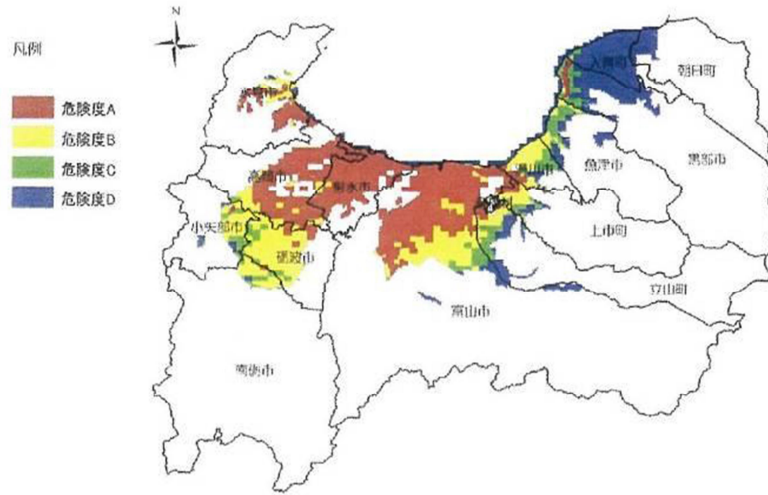 N
凡例
危険度A
危険度B
危険度C
危険度D
入善町
朝日町
氷見市
黒部市
魚津市
高岡市
射水市
滑川市
小矢部市
上市町
砺波市
立山町
富山市
南砺市